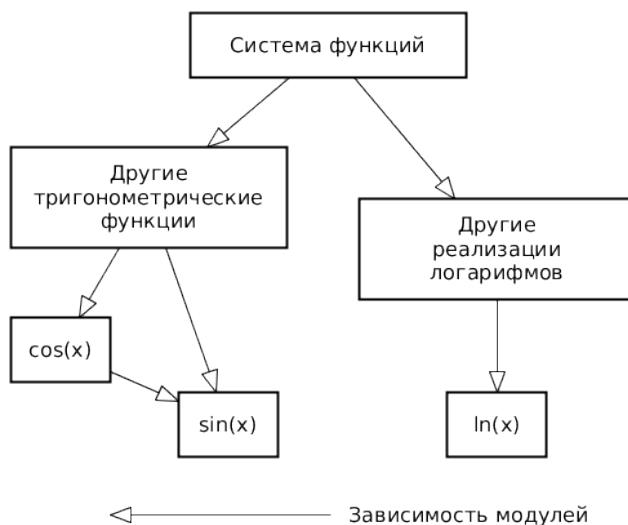 Система функций
Другие
тригонометрические
функции
Другие
реализации
логарифмов
cos(x)
sin(x)
ln(x)
Зависимость модулей